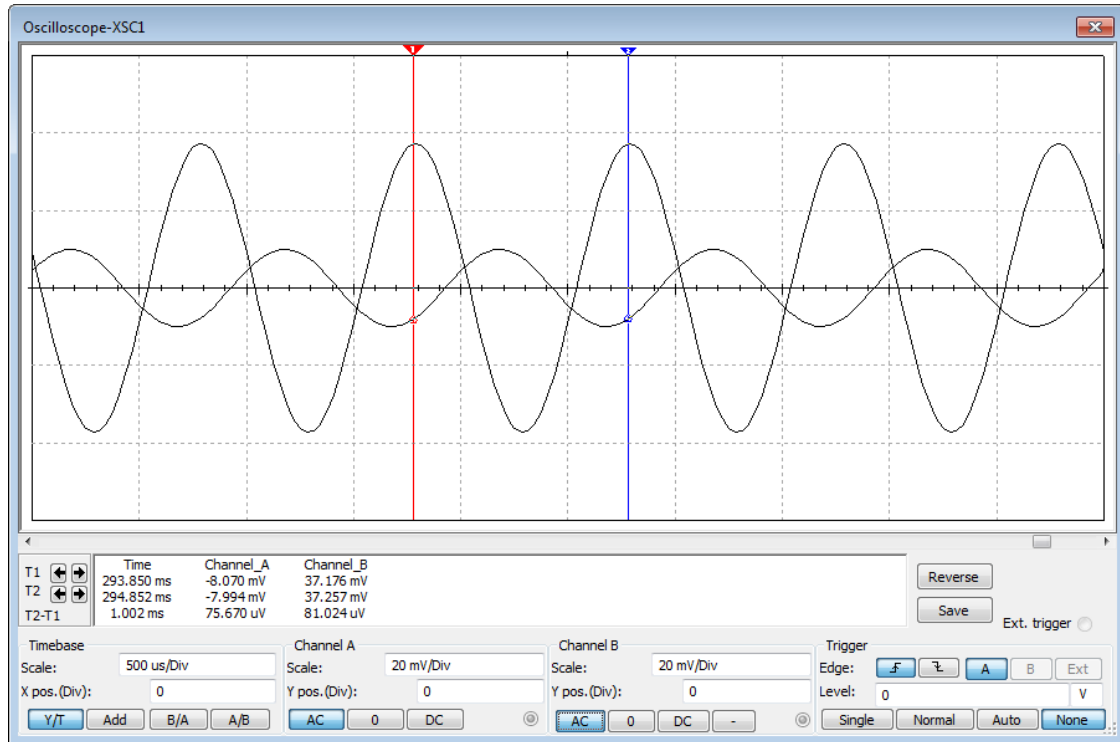 Oscilloscope-XSC1
1 2
Time Channel_A Channel_B
T1 293.850 ms -8.070 mV 37.176 mV
T2 294.852 ms -7.994 mV 37.257 mV
T2-T1 1.002 ms 75.670 uV 81.024 uV
Reverse
Save
Ext. trigger
Timebase
Scale: 500 us/Div
X pos.(Div): 0
Y/T Add B/A A/B
Channel A
Scale: 20 mV/Div
Y pos.(Div): 0
AC 0 DC
Channel B
Scale: 20 mV/Div
Y pos.(Div): 0
AC 0 DC -
Trigger
Edge: A B Ext
Level: 0 V
Single Normal Auto None